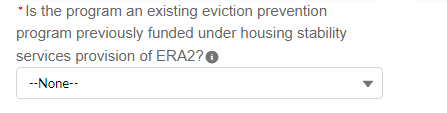 *Is the program an existing eviction prevention
program previously funded under housing stability
services provision of ERA2?
--None--